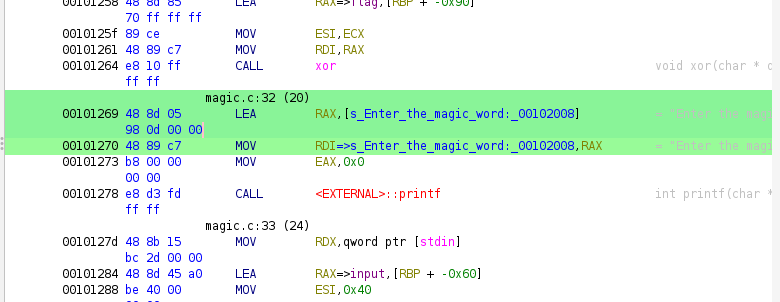 00101258 48 8d 85 LEA RAX=>flag,[RBP + -0x90]
70 ff ff ff
0010125f 89 ce MOV ESI,ECX
00101261 48 89 c7 MOV RDI,RAX
00101264 e8 10 ff CALL xor void xor(char *
ff ff
magic.c:32 (20)
00101269 48 8d 05 LEA RAX,[s_Enter_the_magic_word:_00102008] = "Enter the mag
98 0d 00 00
00101270 48 89 c7 MOV RDI=>s_Enter_the_magic_word:_00102008,RAX = "Enter the mag
00101273 b8 00 00 MOV EAX,0x0
00 00
00101278 e8 d3 fd CALL <EXTERNAL>::printf int printf(char *
ff ff
magic.c:33 (24)
0010127d 48 8b 15 MOV RDX,qword ptr [stdin]
bc 2d 00 00
00101284 48 8d 45 a0 LEA RAX=>input,[RBP + -0x60]
00101288 be 40 00 MOV ESI,0x40